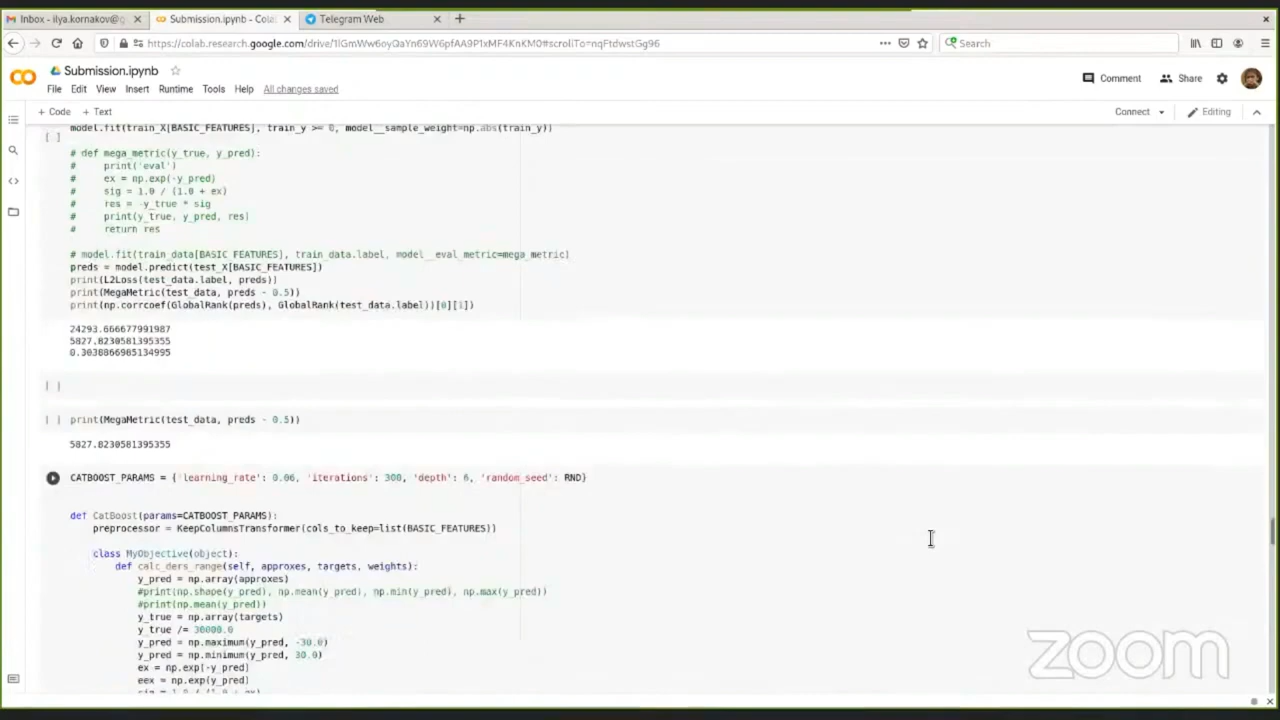 Inbox - ilya.kornakov@g
Submission.ipynb - Cola
Telegram Web
https://colab.research.google.com/drive/1lGmWw6oyQaYn69W6pfAA9P1xMF4KnKM0#scrollTo=nqFtdwstGg96
Search
Submission.ipynb
Comment
Share
File Edit View Insert Runtime Tools Help All changes saved
+ Code + Text
Connect
Editing
model.fit(train_X[BASIC_FEATURES], train_y >= 0, model__sample_weight=np.abs(train_y))
[ ]
# def mega_metric(y_true, y_pred):
# print('eval')
# ex = np.exp(-y_pred)
# sig = 1.0 / (1.0 + ex)
# res = -y_true * sig
# print(y_true, y_pred, res)
# return res
# model.fit(train_data[BASIC_FEATURES], train_data.label, model__eval_metric=mega_metric)
preds = model.predict(test_X[BASIC_FEATURES])
print(L2Loss(test_data.label, preds))
print(MegaMetric(test_data, preds - 0.5))
print(np.corrcoef(GlobalRank(preds), GlobalRank(test_data.label))[0][1])
24293.666677991987
5827.8230581395355
0.3038866985134995
[ ]
[ ] print(MegaMetric(test_data, preds - 0.5))
5827.8230581395355
CATBOOST_PARAMS = {'learning_rate': 0.06, 'iterations': 300, 'depth': 6, 'random_seed': RND}
def CatBoost(params=CATBOOST_PARAMS):
preprocessor = KeepColumnsTransformer(cols_to_keep=list(BASIC_FEATURES))
class MyObjective(object):
def calc_ders_range(self, approxes, targets, weights):
y_pred = np.array(approxes)
#print(np.shape(y_pred), np.mean(y_pred), np.min(y_pred), np.max(y_pred))
#print(np.mean(y_pred))
y_true = np.array(targets)
y_true /= 30000.0
y_pred = np.maximum(y_pred, -30.0)
y_pred = np.minimum(y_pred, 30.0)
ex = np.exp(-y_pred)
eex = np.exp(y_pred)
sig = 1.0 / (1.0 + ex)
zoom